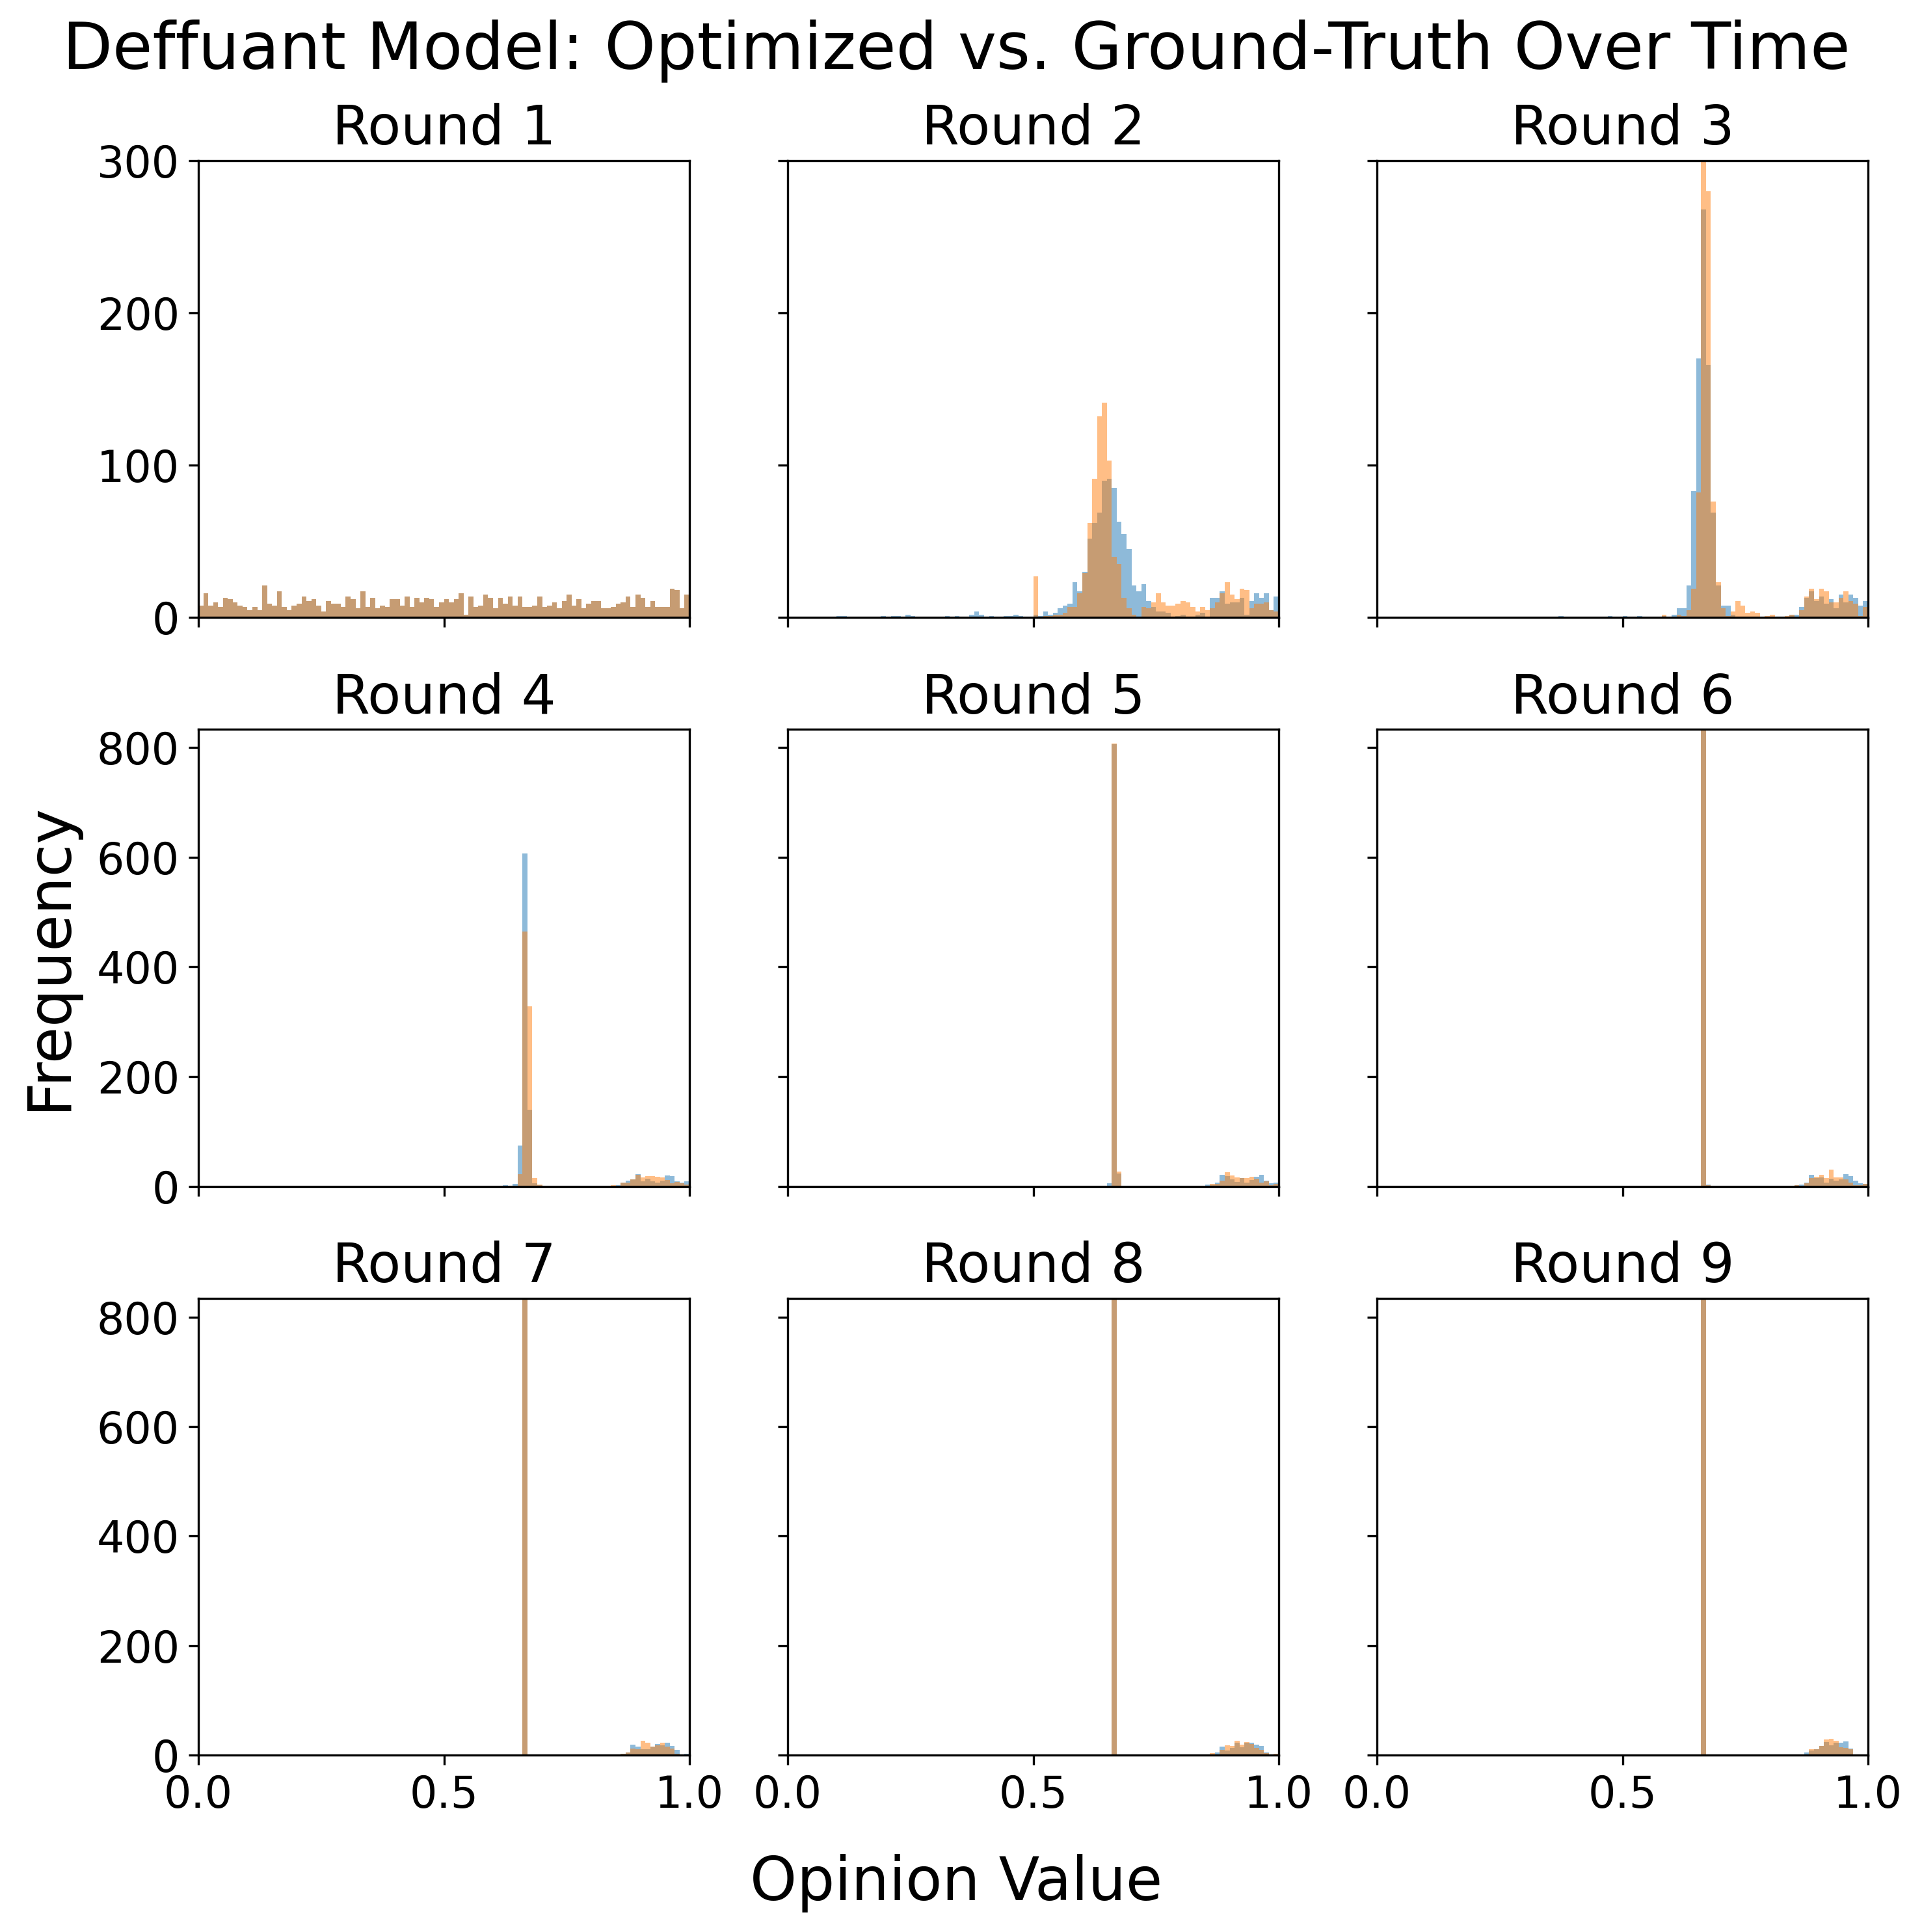 Deffuant Model: Optimized vs. Ground-Truth Over Time
Round 1
Round 2
Round 3
300
200
100
0
Round 4
Round 5
Round 6
800
600
400
200
0
Frequency
Round 7
Round 8
Round 9
800
600
400
200
0
0.0 0.5 1.0
0.0 0.5 1.0
0.0 0.5 1.0
Opinion Value